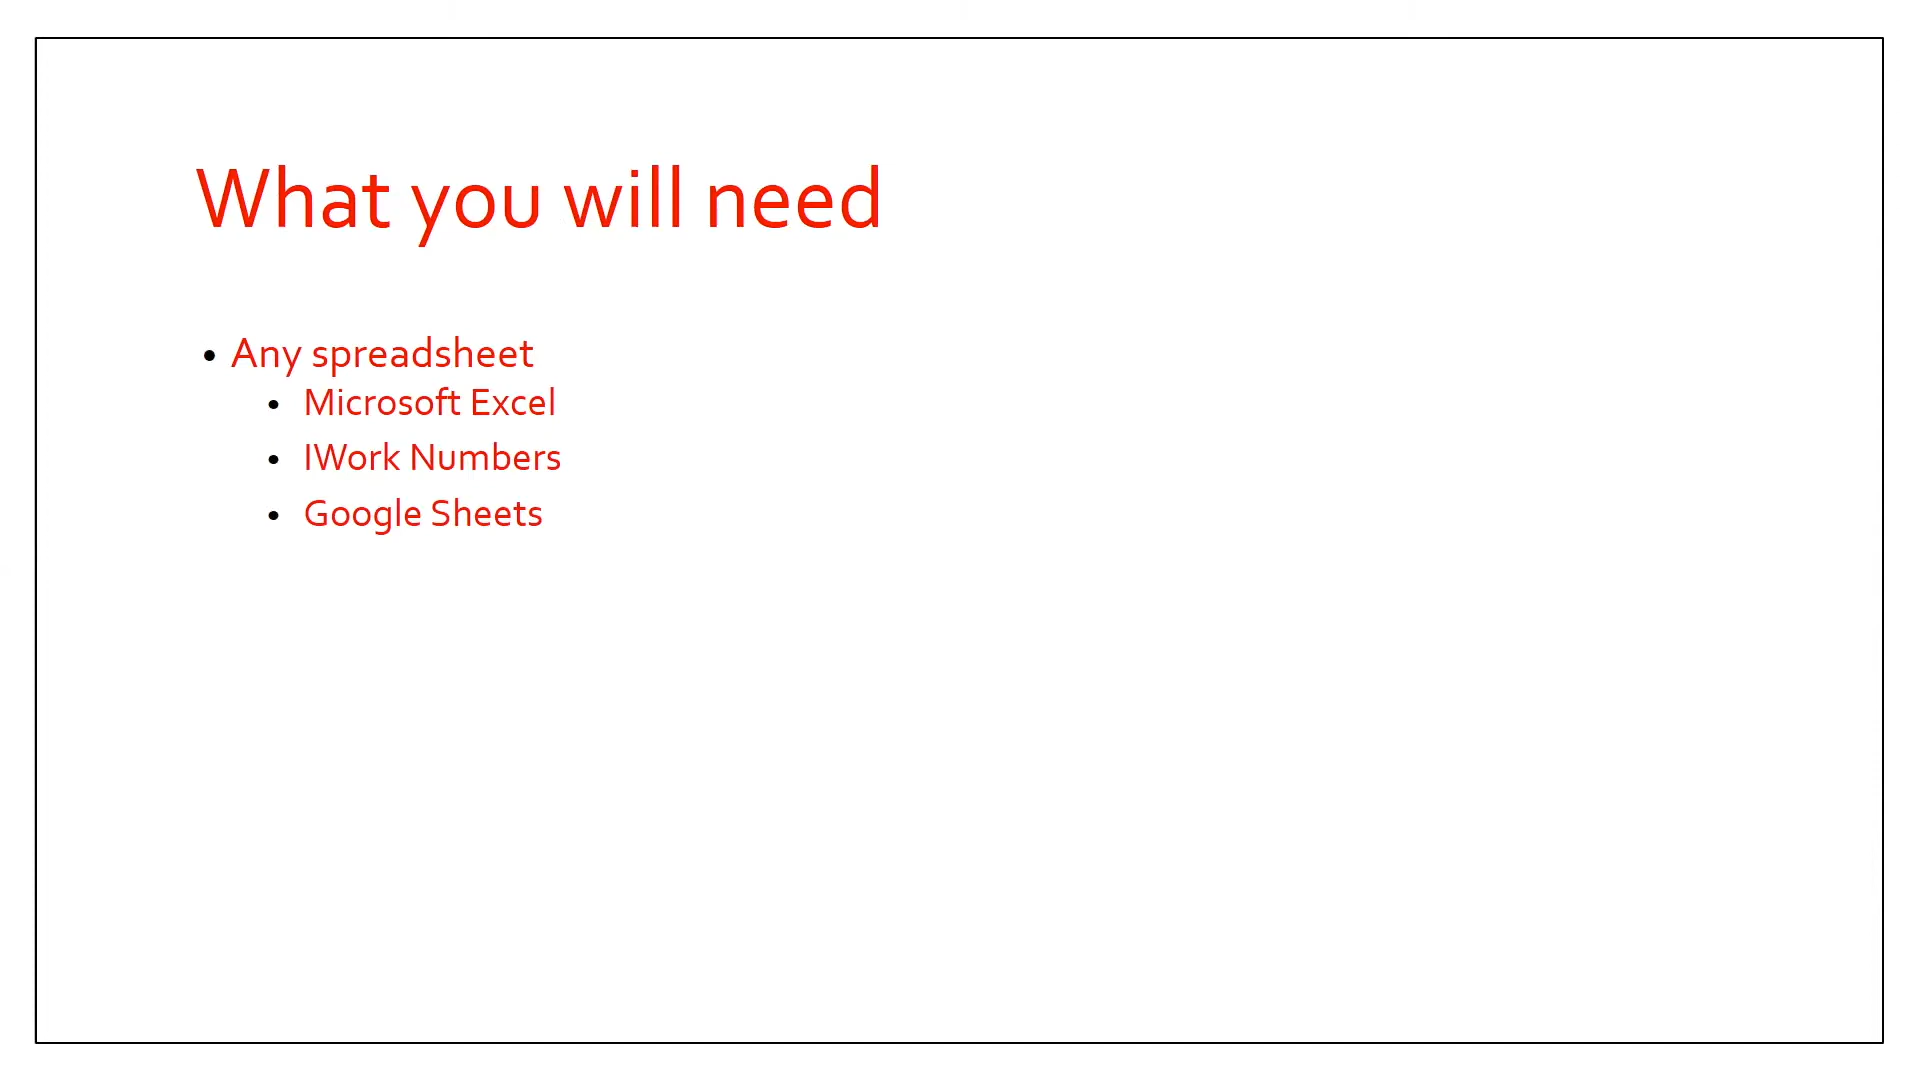 What you will need
• Any spreadsheet
• Microsoft Excel
• IWork Numbers
• Google Sheets